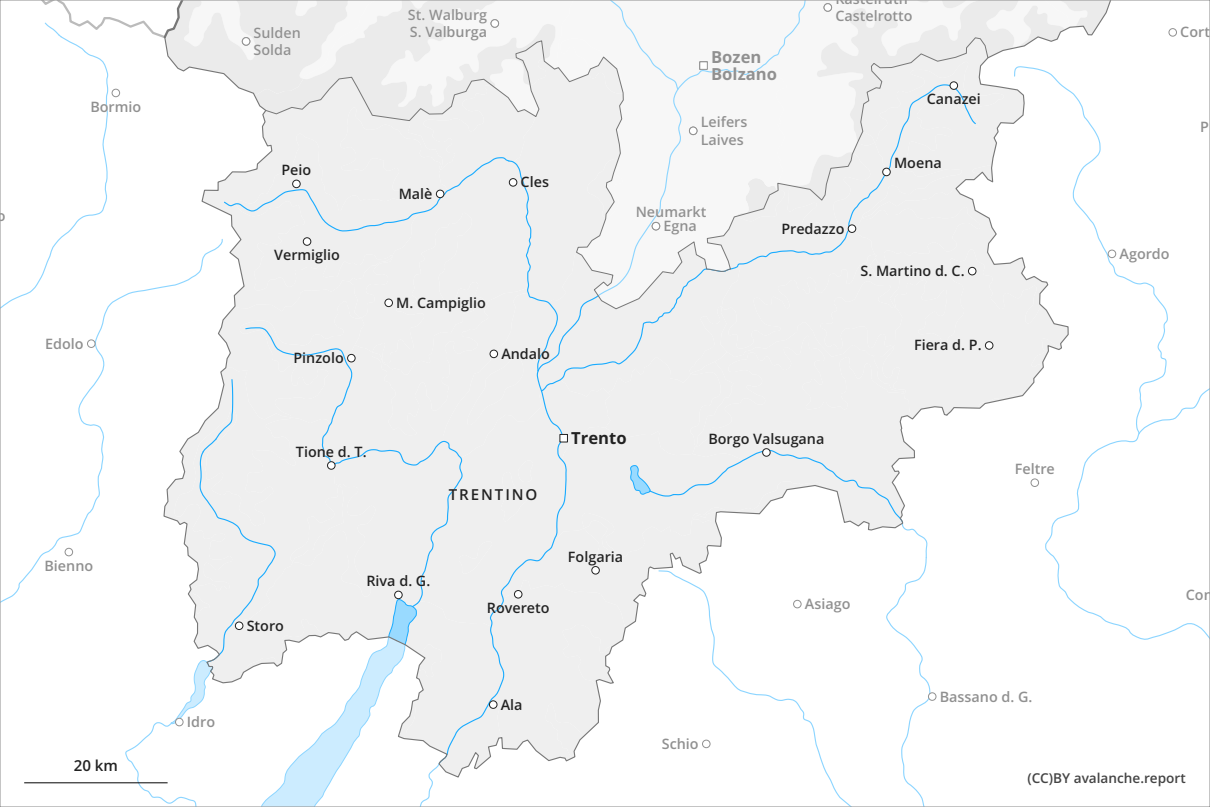 Kastelruth
Castelrotto
St. Walburg
S. Valburga
Sulden
Solda
Cort
Bozen
Bolzano
Bormio
Canazei
Leifers
Laives
P
Moena
Peio
Malè
Cles
Neumarkt
Egna
Predazzo
Vermiglio
Agordo
S. Martino d. C.
M. Campiglio
Edolo
Pinzolo
Andalo
Fiera d. P.
Trento
Borgo Valsugana
Tione d. T.
Feltre
TRENTINO
Bienno
Folgaria
Riva d. G.
Rovereto
Asiago
Cor
Storo
Bassano d. G.
Ala
Idro
Schio
20 km
(CC)BY avalanche.report